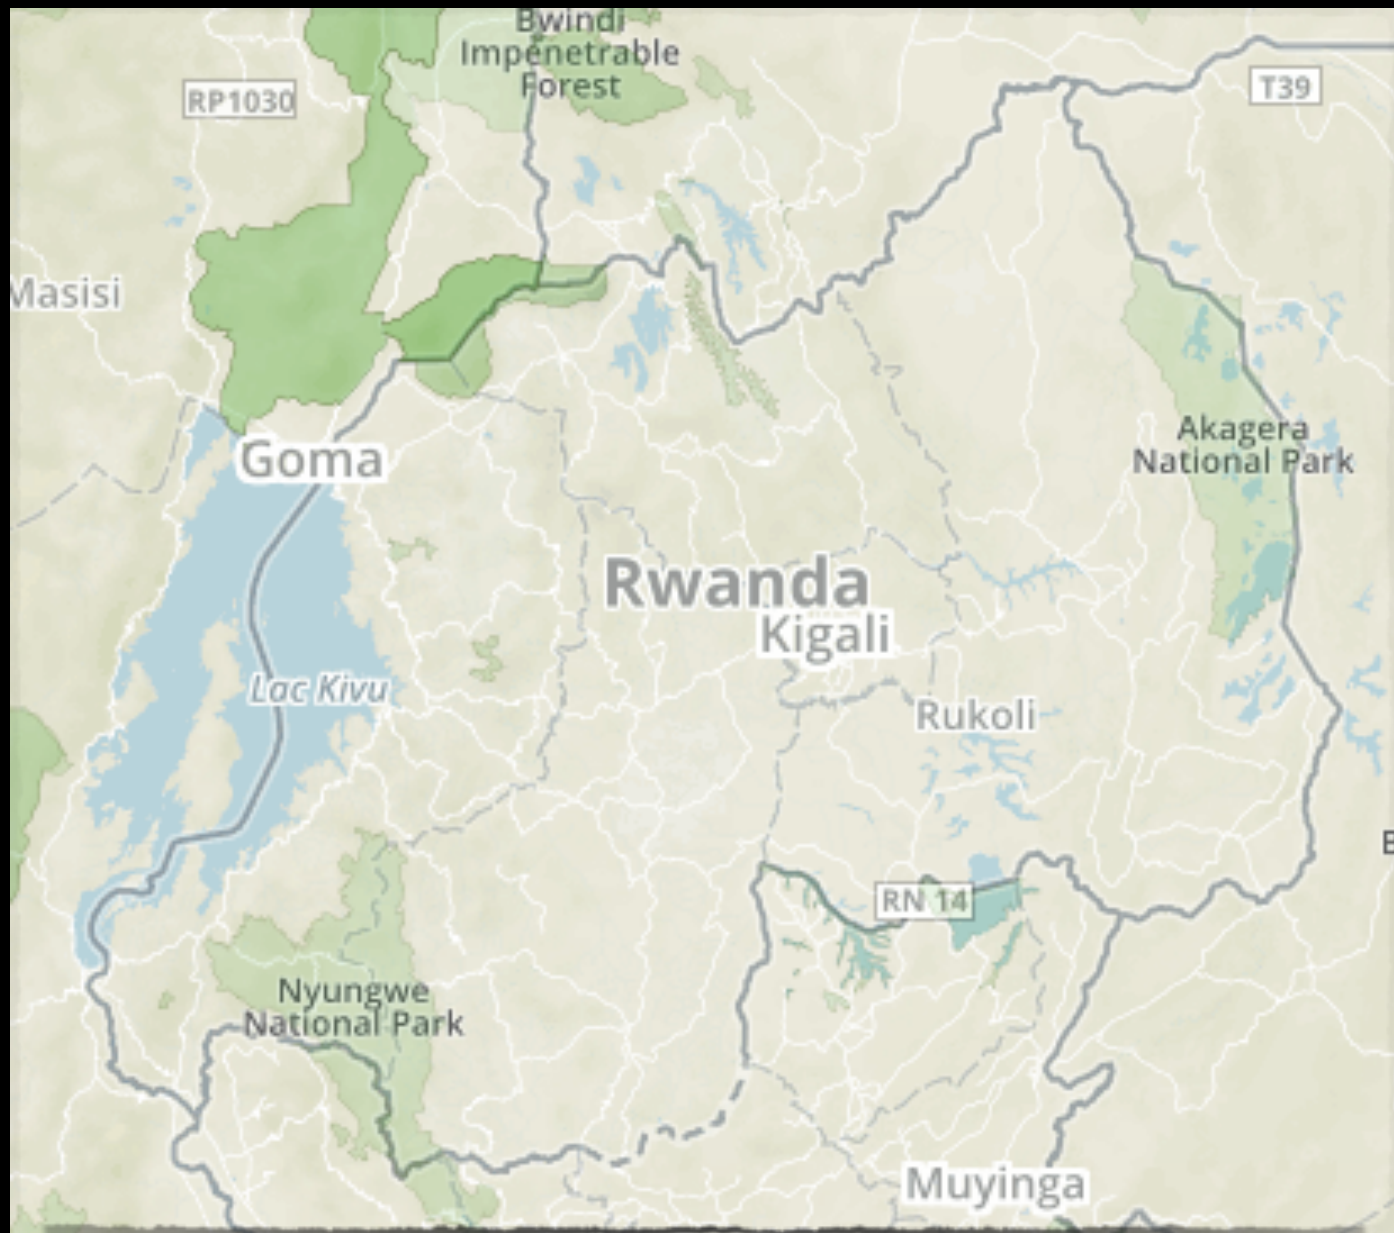 Bwindi
Impenetrable
Forest
RP1030
T39
Masisi
Akagera
National Park
Goma
Rwanda
Kigali
Lac Kivu
Rukoli
B
RN 14
Nyungwe
National Park
Muyinga